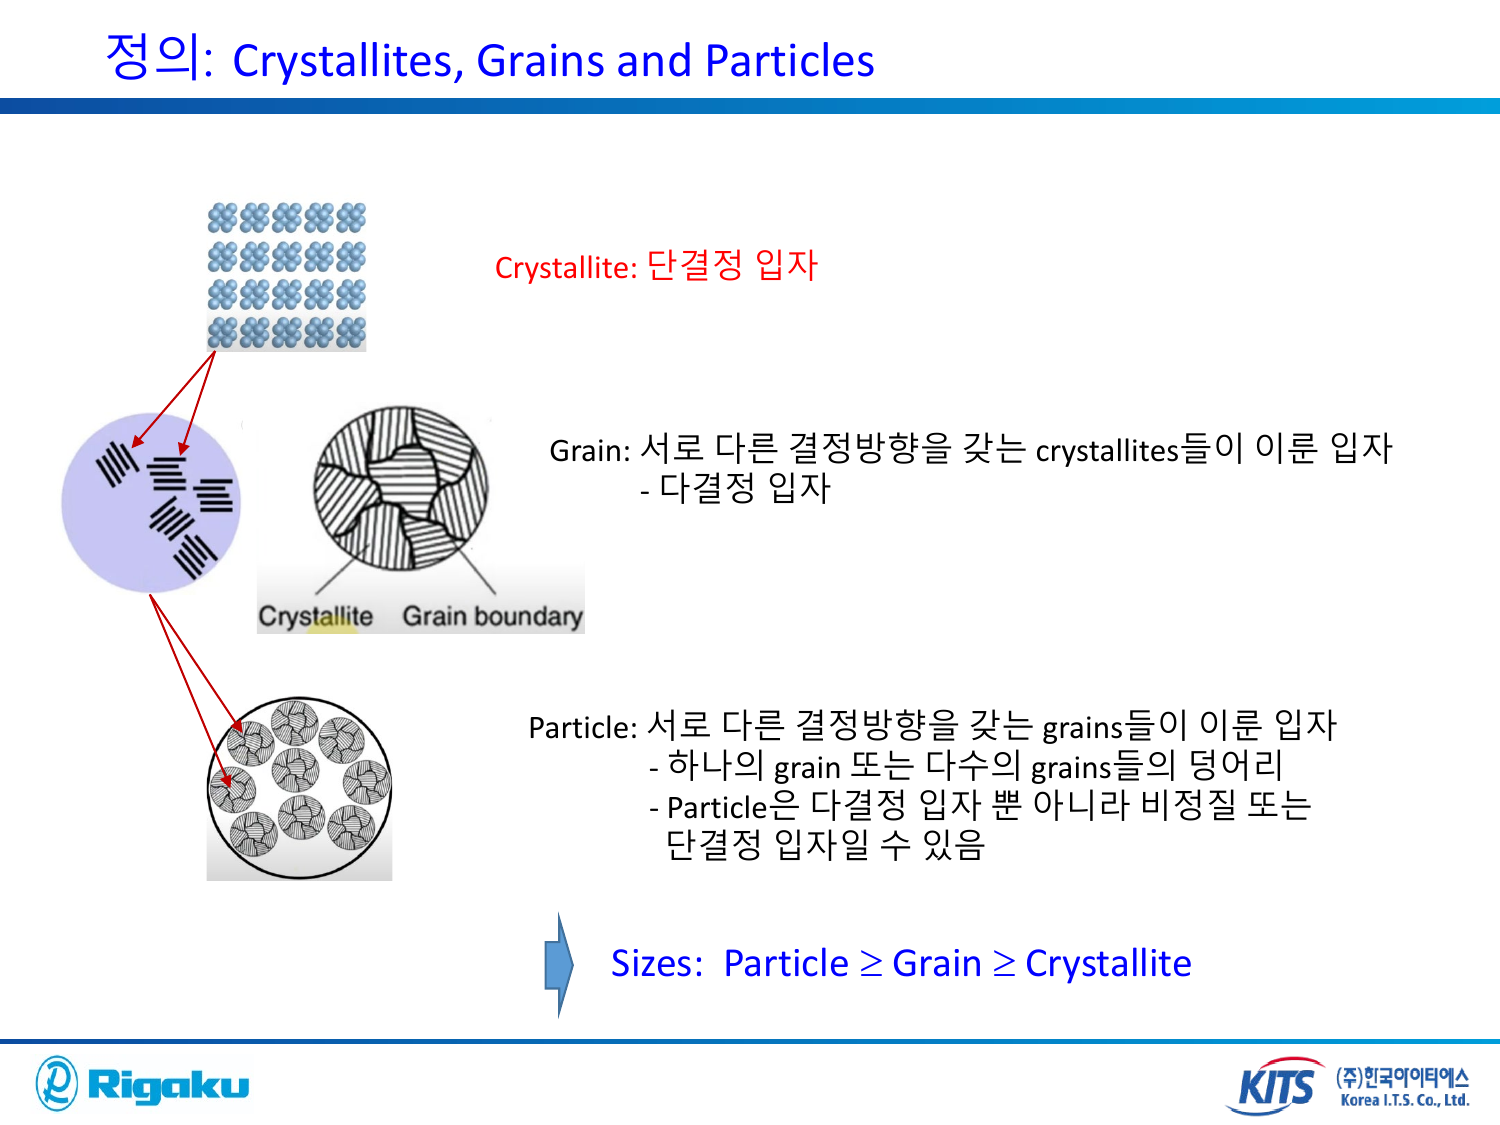 정의: Crystallites, Grains and Particles
Crystallite: 단결정 입자
Grain: 서로 다른 결정방향을 갖는 crystallites들이 이룬 입자
- 다결정 입자
Crystallite Grain boundary
Particle: 서로 다른 결정방향을 갖는 grains들이 이룬 입자
- 하나의 grain 또는 다수의 grains들의 덩어리
- Particle은 다결정 입자 뿐 아니라 비정질 또는
단결정 입자일 수 있음
Sizes: Particle ≥ Grain ≥ Crystallite
Rigaku
KITS (주)한국아이티에스
Korea I.T.S. Co., Ltd.